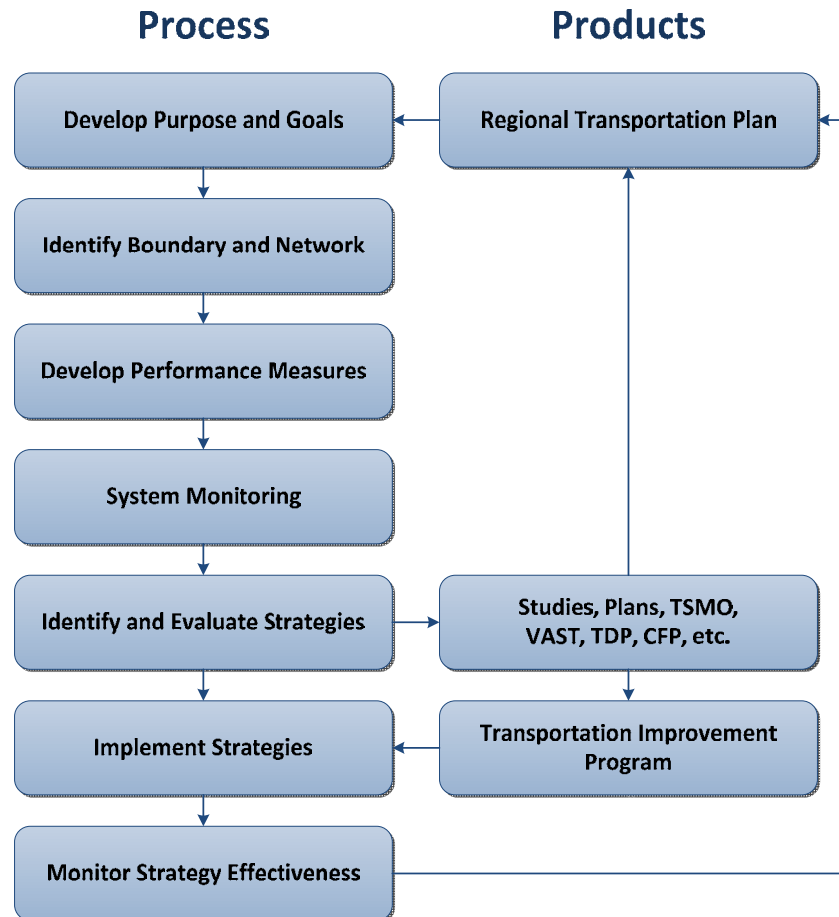 Process
Products
Develop Purpose and Goals
Regional Transportation Plan
Identify Boundary and Network
Develop Performance Measures
System Monitoring
Identify and Evaluate Strategies
Studies, Plans, TSMO,
VAST, TDP, CFP, etc.
Implement Strategies
Transportation Improvement
Program
Monitor Strategy Effectiveness